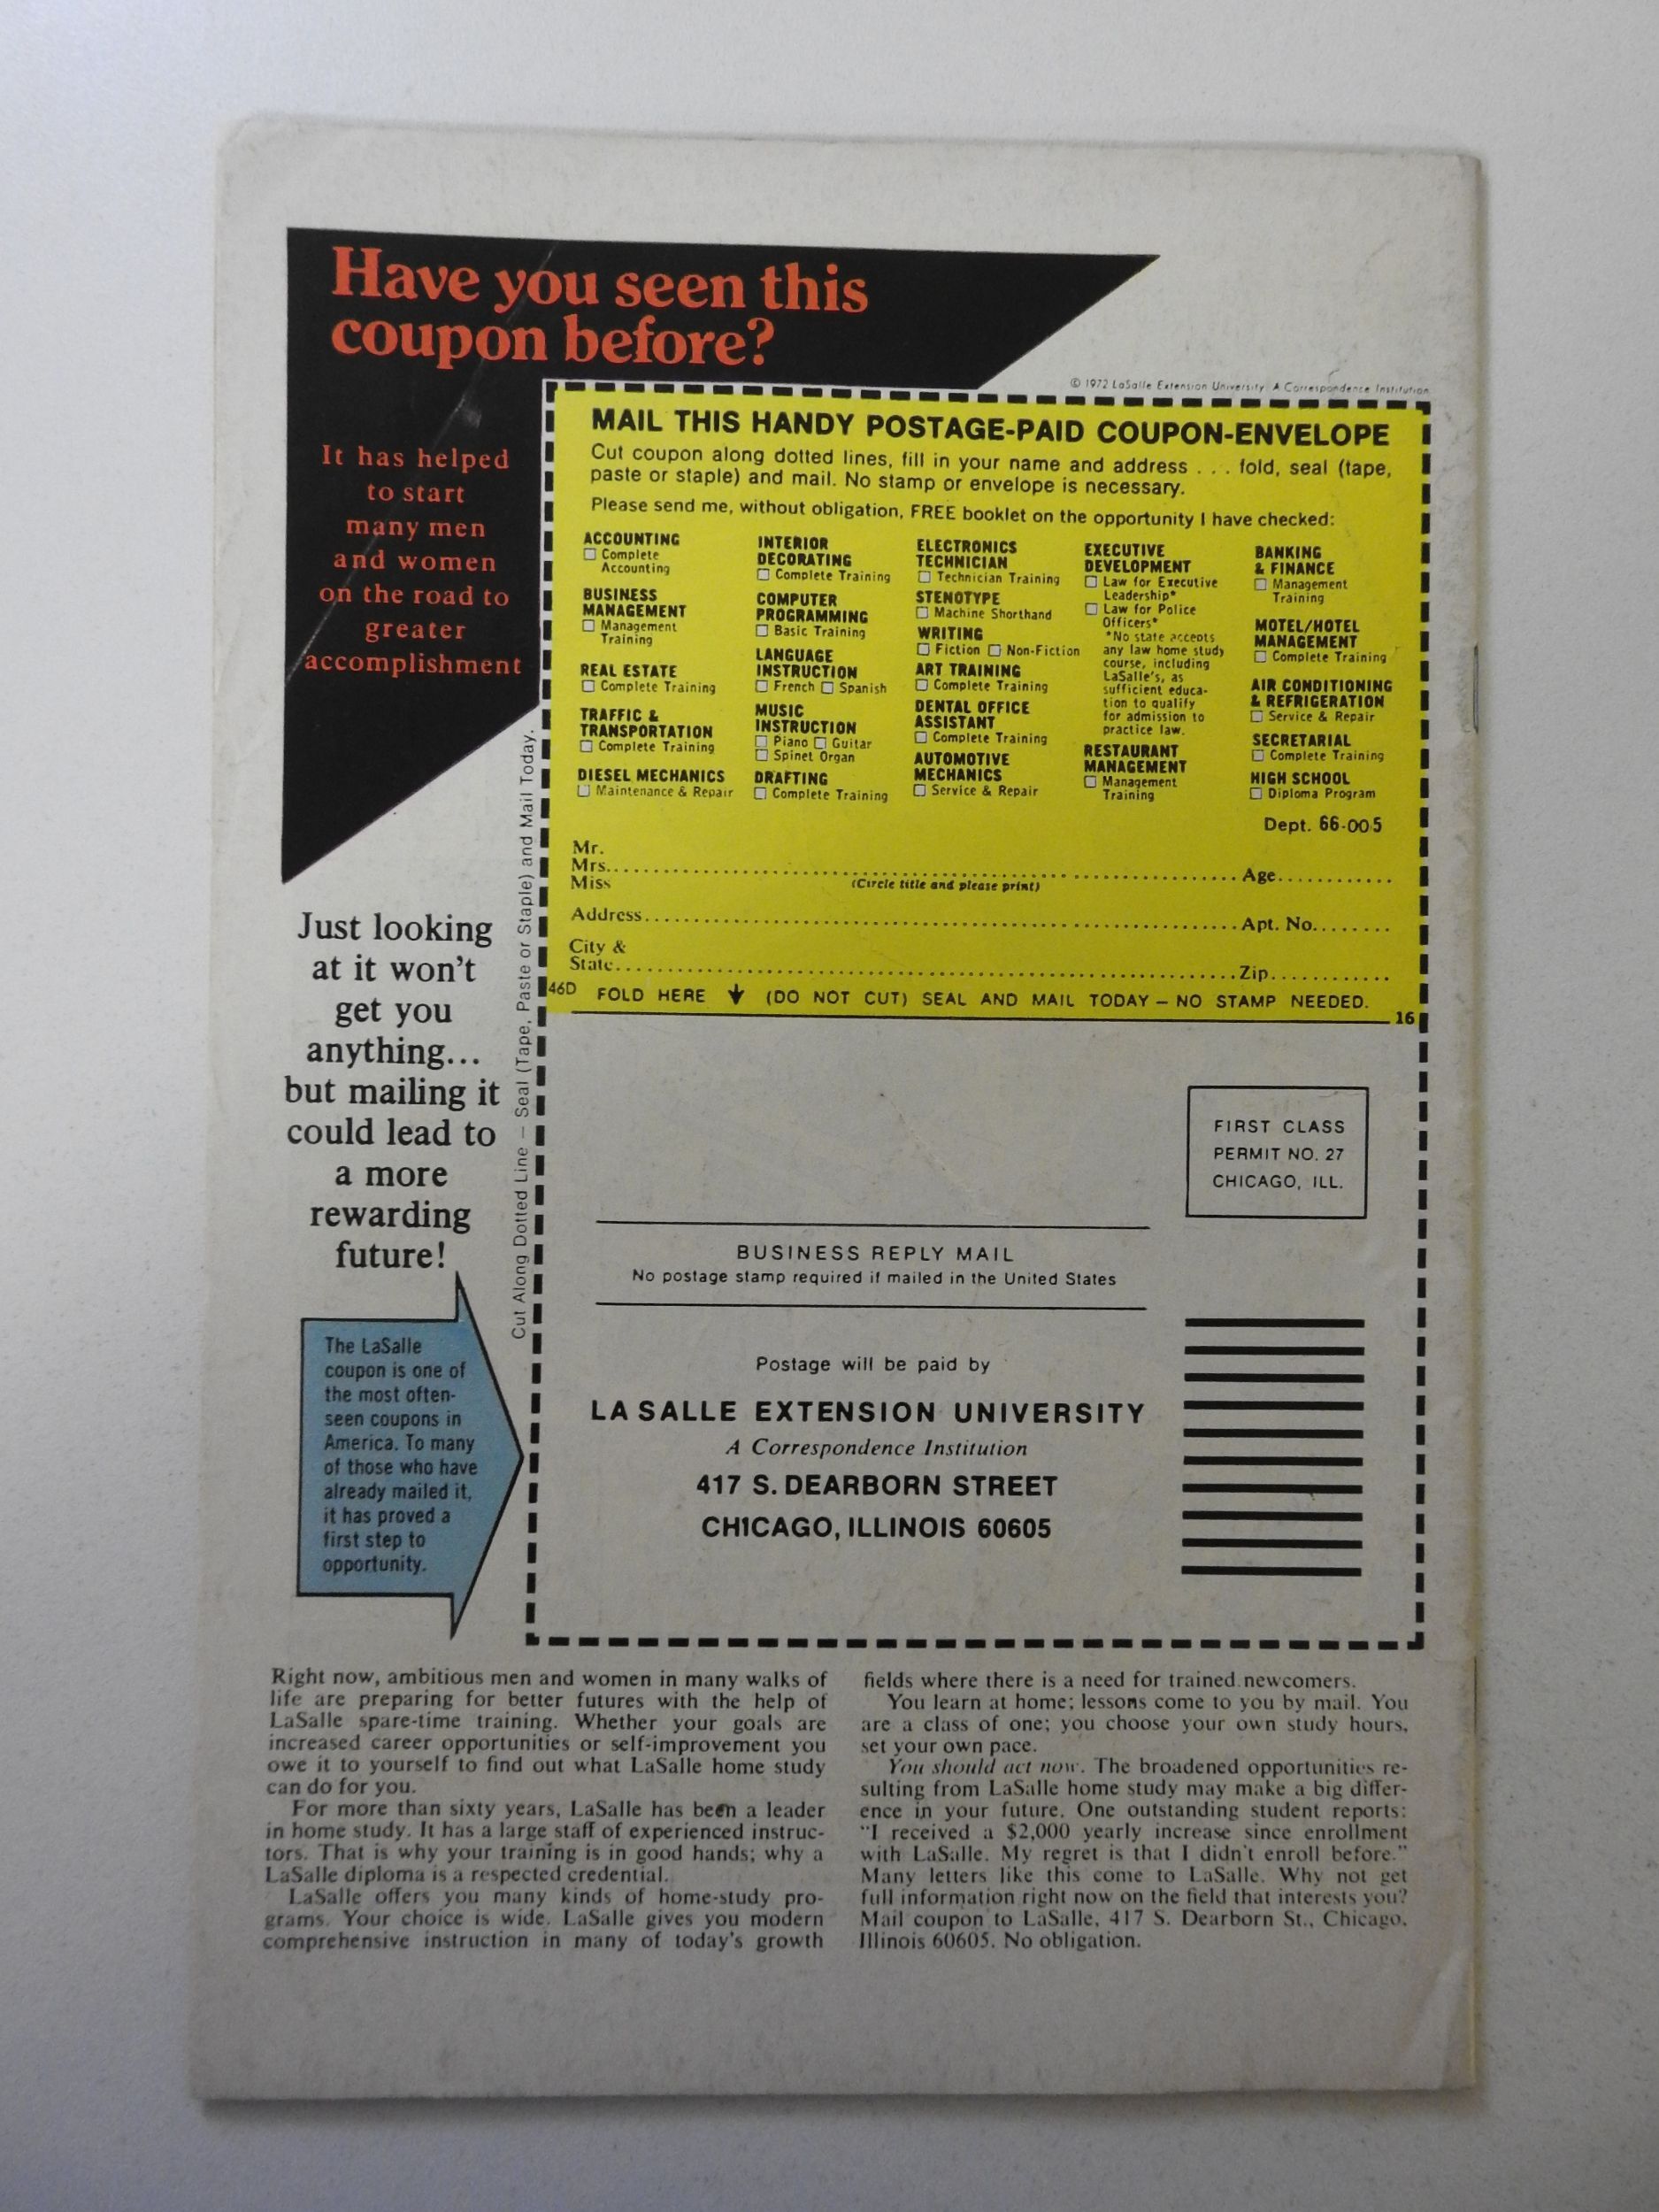 Have you seen this
coupon before?
It has helped
to start
many men
and women
on the road to
greater
accomplishment
Just looking
at it won't
get you
anything...
but mailing it
could lead to
a more
rewarding
future!
The LaSalle
coupon is one of
the most often-
seen coupons in
America. To many
of those who have
already mailed it,
it has proved a
first step to
opportunity.
Cut Along Dotted Line – Seal (Tape, Paste or Staple) and Mail Today.
© 1972 LaSalle Extension University A Correspondence Institution
MAIL THIS HANDY POSTAGE-PAID COUPON-ENVELOPE
Cut coupon along dotted lines, fill in your name and address . . . fold, seal (tape,
paste or staple) and mail. No stamp or envelope is necessary.
Please send me, without obligation, FREE booklet on the opportunity I have checked:
ACCOUNTING
☐ Complete
Accounting
BUSINESS
MANAGEMENT
☐ Management
Training
REAL ESTATE
☐ Complete Training
TRAFFIC &
TRANSPORTATION
☐ Complete Training
DIESEL MECHANICS
☐ Maintenance & Repair
INTERIOR
DECORATING
☐ Complete Training
COMPUTER
PROGRAMMING
☐ Basic Training
LANGUAGE
INSTRUCTION
☐ French ☐ Spanish
MUSIC
INSTRUCTION
☐ Piano ☐ Guitar
☐ Spinet Organ
DRAFTING
☐ Complete Training
ELECTRONICS
TECHNICIAN
☐ Technician Training
STENOTYPE
☐ Machine Shorthand
WRITING
☐ Fiction ☐ Non-Fiction
ART TRAINING
☐ Complete Training
DENTAL OFFICE
ASSISTANT
☐ Complete Training
AUTOMOTIVE
MECHANICS
☐ Service & Repair
EXECUTIVE
DEVELOPMENT
☐ Law for Executive
Leadership*
☐ Law for Police
Officers*
*No state accepts
any law home study
course, including
LaSalle's, as
sufficient educa-
tion to qualify
for admission to
practice law.
RESTAURANT
MANAGEMENT
☐ Management
Training
BANKING
& FINANCE
☐ Management
Training
MOTEL/HOTEL
MANAGEMENT
☐ Complete Training
AIR CONDITIONING
& REFRIGERATION
☐ Service & Repair
SECRETARIAL
☐ Complete Training
HIGH SCHOOL
☐ Diploma Program
Dept. 66-005
Mr.
Mrs. Age
Miss (Circle title and please print)
Address Apt. No.
City &
State Zip
46D FOLD HERE ↓ (DO NOT CUT) SEAL AND MAIL TODAY – NO STAMP NEEDED.
16
FIRST CLASS
PERMIT NO. 27
CHICAGO, ILL.
BUSINESS REPLY MAIL
No postage stamp required if mailed in the United States
Postage will be paid by
LA SALLE EXTENSION UNIVERSITY
A Correspondence Institution
417 S. DEARBORN STREET
CHICAGO, ILLINOIS 60605
Right now, ambitious men and women in many walks of
life are preparing for better futures with the help of
LaSalle spare-time training. Whether your goals are
increased career opportunities or self-improvement you
owe it to yourself to find out what LaSalle home study
can do for you.
For more than sixty years, LaSalle has been a leader
in home study. It has a large staff of experienced instruc-
tors. That is why your training is in good hands; why a
LaSalle diploma is a respected credential.
LaSalle offers you many kinds of home-study pro-
grams. Your choice is wide. LaSalle gives you modern
comprehensive instruction in many of today's growth
fields where there is a need for trained newcomers.
You learn at home; lessons come to you by mail. You
are a class of one; you choose your own study hours,
set your own pace.
You should act now. The broadened opportunities re-
sulting from LaSalle home study may make a big differ-
ence in your future. One outstanding student reports:
"I received a $2,000 yearly increase since enrollment
with LaSalle. My regret is that I didn't enroll before."
Many letters like this come to LaSalle. Why not get
full information right now on the field that interests you?
Mail coupon to LaSalle, 417 S. Dearborn St., Chicago,
Illinois 60605. No obligation.